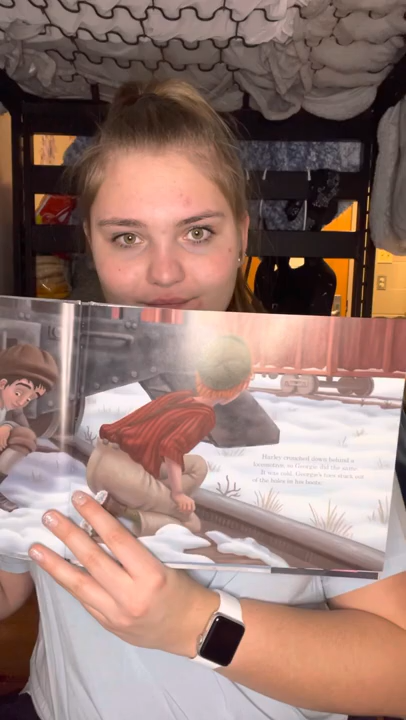 Harley crouched down behind a
locomotive, so Georgie did the same.
It was cold. Georgie's toes stuck out
of the holes in his boots.